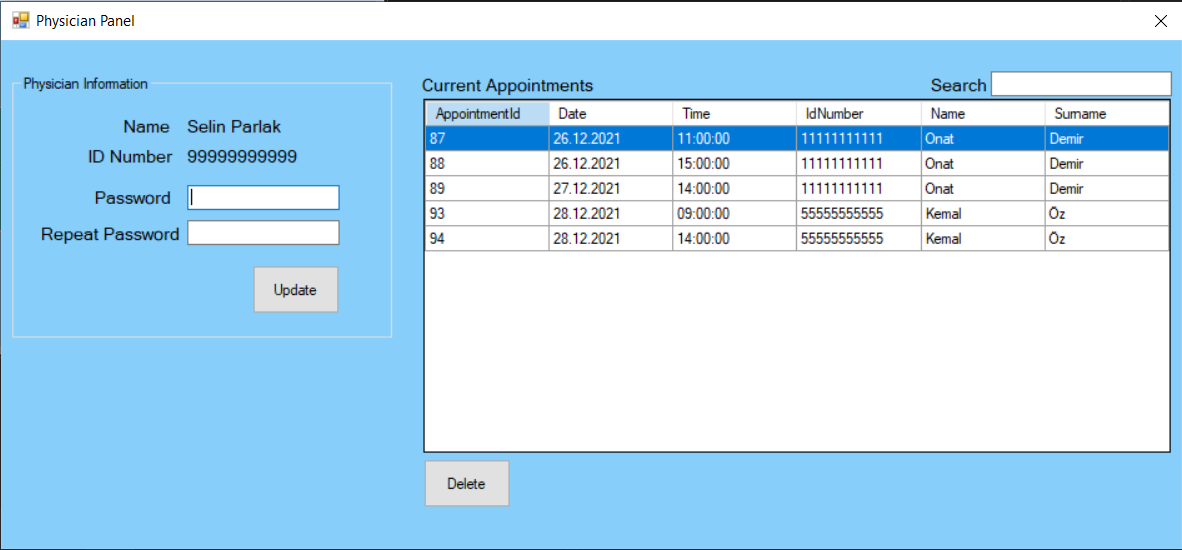 Physician Panel
Physician Information
Name Selin Parlak
ID Number 99999999999
Password
Repeat Password
Update
Current Appointments
Search
AppointmentId Date Time IdNumber Name Surname
87 26.12.2021 11:00:00 11111111111 Onat Demir
88 26.12.2021 15:00:00 11111111111 Onat Demir
89 27.12.2021 14:00:00 11111111111 Onat Demir
93 28.12.2021 09:00:00 55555555555 Kemal Öz
94 28.12.2021 14:00:00 55555555555 Kemal Öz
Delete